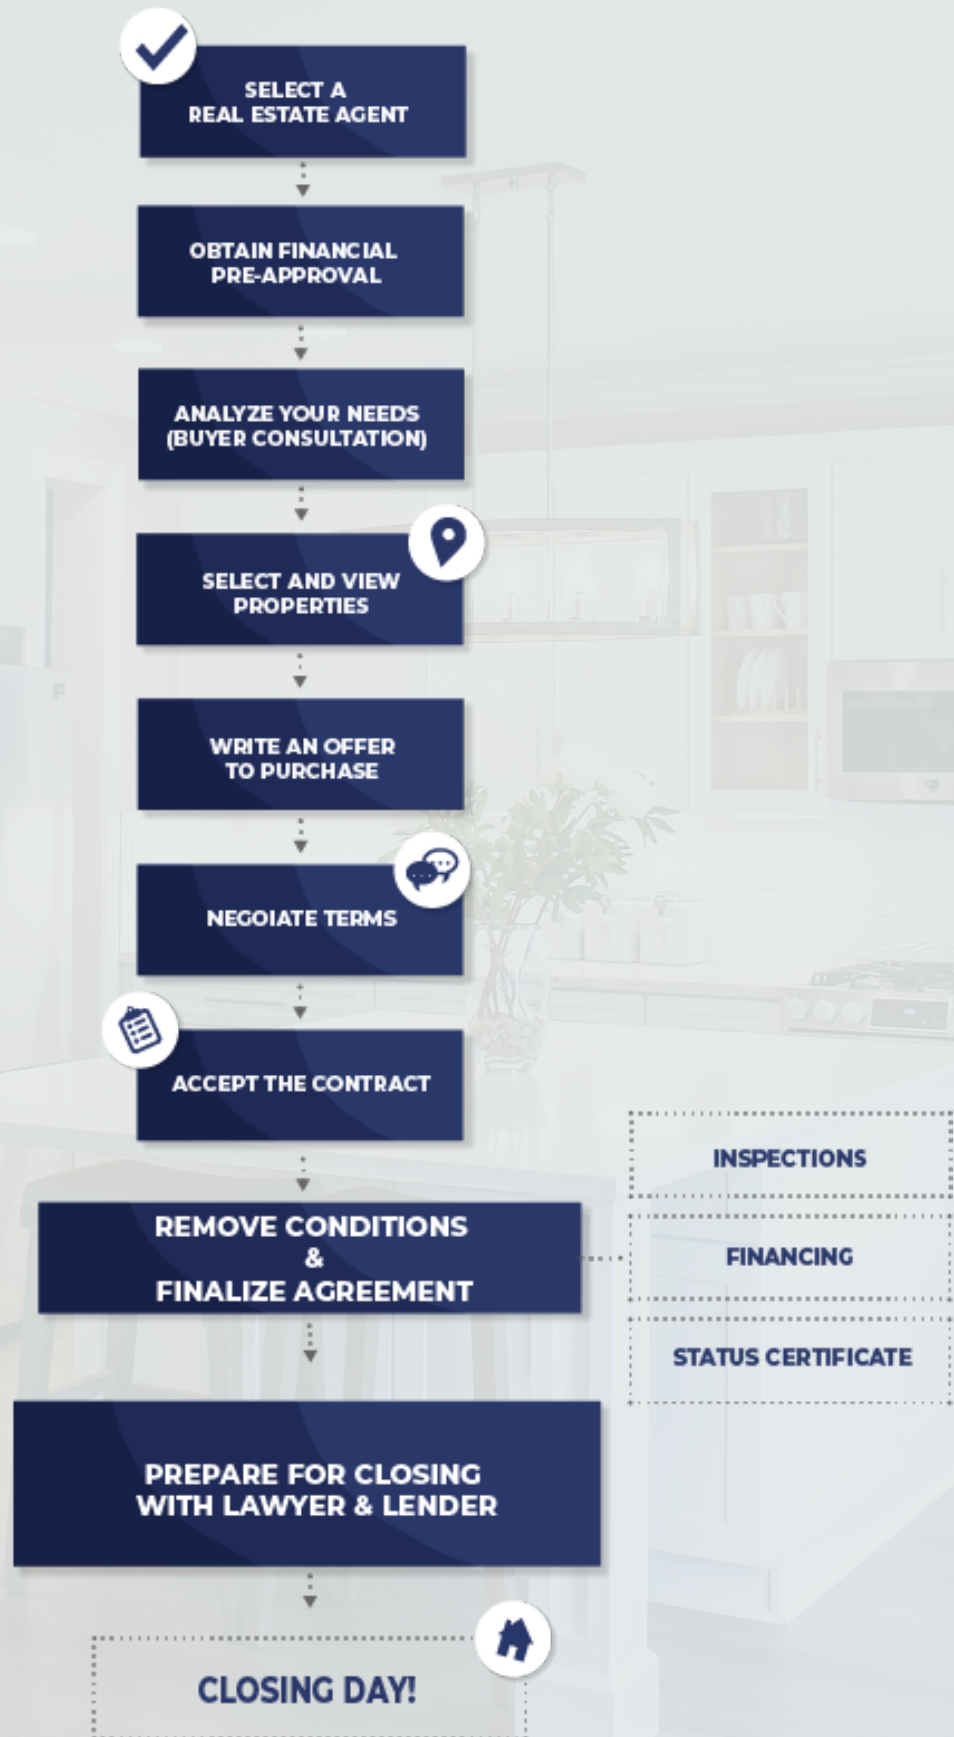 SELECT A
REAL ESTATE AGENT
OBTAIN FINANCIAL
PRE-APPROVAL
ANALYZE YOUR NEEDS
(BUYER CONSULTATION)
SELECT AND VIEW
PROPERTIES
WRITE AN OFFER
TO PURCHASE
NEGOIATE TERMS
ACCEPT THE CONTRACT
REMOVE CONDITIONS
&
FINALIZE AGREEMENT
INSPECTIONS
FINANCING
STATUS CERTIFICATE
PREPARE FOR CLOSING
WITH LAWYER & LENDER
CLOSING DAY!